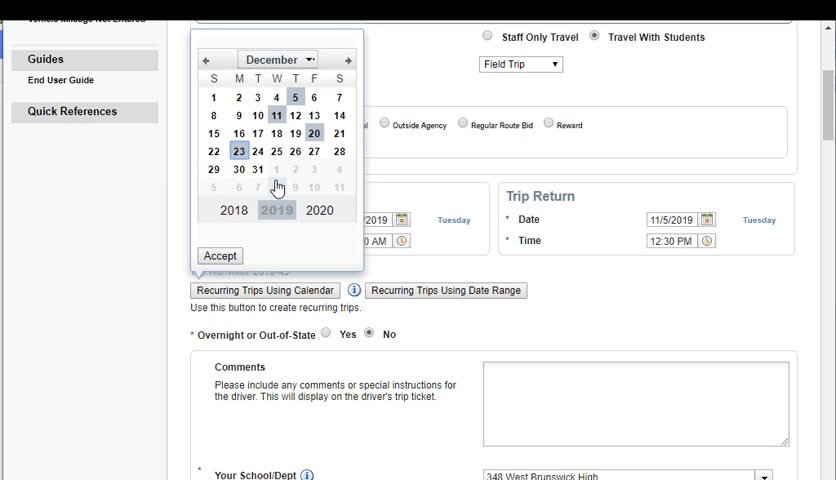 Vehicle Mileage Not Entered
Guides
End User Guide
Quick References
December
S M T W T F S
1 2 3 4 5 6 7
8 9 10 11 12 13 14
15 16 17 18 19 20 21
22 23 24 25 26 27 28
29 30 31 1 2 3 4
5 6 7 9 10 11
2018 2019 2020
Accept
Staff Only Travel Travel With Students
Field Trip
Outside Agency Regular Route Bid Reward
/2019 Tuesday
AM
Trip Return
* Date 11/5/2019 Tuesday
* Time 12:30 PM
Recurring Trips Using Calendar Recurring Trips Using Date Range
Use this button to create recurring trips.
* Overnight or Out-of-State Yes No
Comments
Please include any comments or special instructions for
the driver. This will display on the driver's trip ticket.
* Your School/Dept 348 West Brunswick High